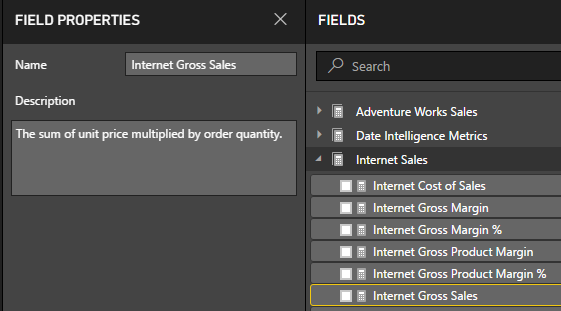 FIELD PROPERTIES
Name
Internet Gross Sales
Description
The sum of unit price multiplied by order quantity.
FIELDS
Search
Adventure Works Sales
Date Intelligence Metrics
Internet Sales
Internet Cost of Sales
Internet Gross Margin
Internet Gross Margin %
Internet Gross Product Margin
Internet Gross Product Margin %
Internet Gross Sales